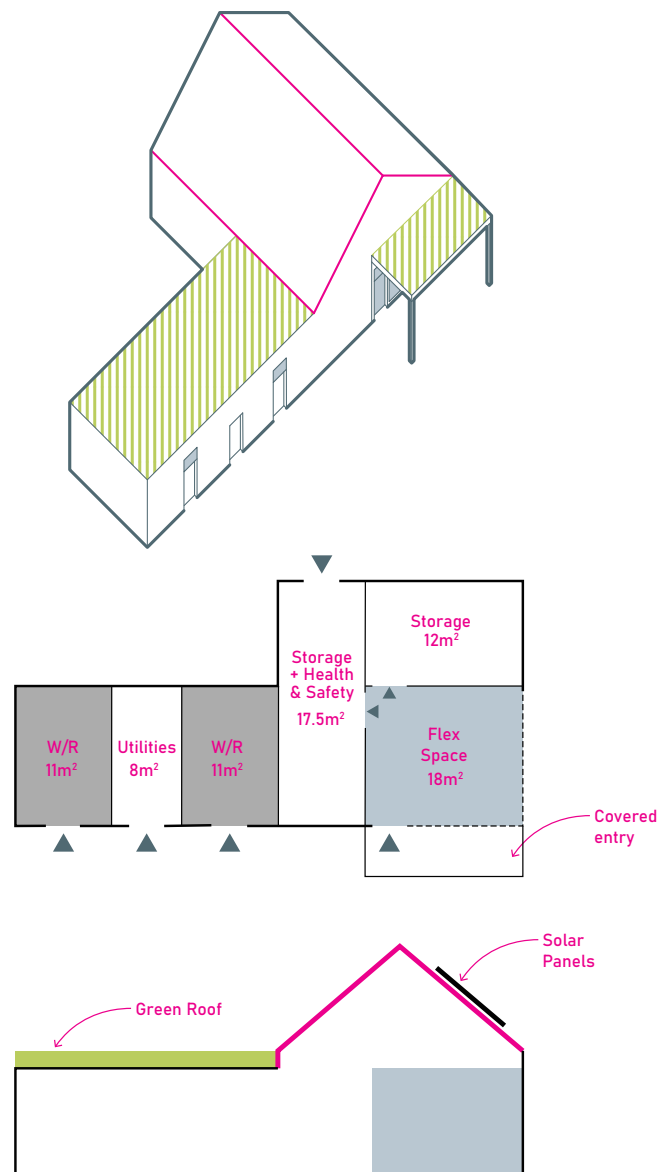 Storage
12m²
Storage
+ Health
& Safety
17.5m²
W/R
11m²
Utilities
8m²
W/R
11m²
Flex
Space
18m²
Covered
entry
Solar
Panels
Green Roof